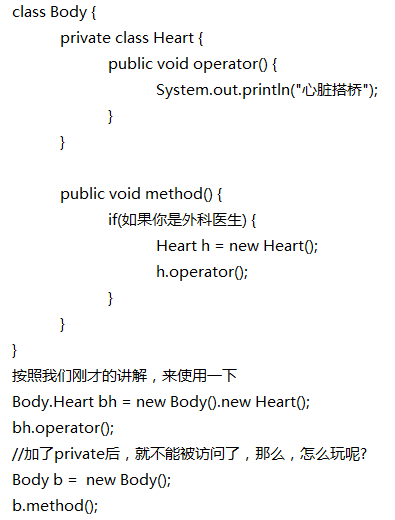 class Body {
private class Heart {
public void operator() {
System.out.println("心脏搭桥");
}
}
public void method() {
if(如果你是外科医生) {
Heart h = new Heart();
h.operator();
}
}
}
按照我们刚才的讲解，来使用一下
Body.Heart bh = new Body().new Heart();
bh.operator();
//加了private后，就不能被访问了，那么，怎么玩呢?
Body b =  new Body();
b.method();